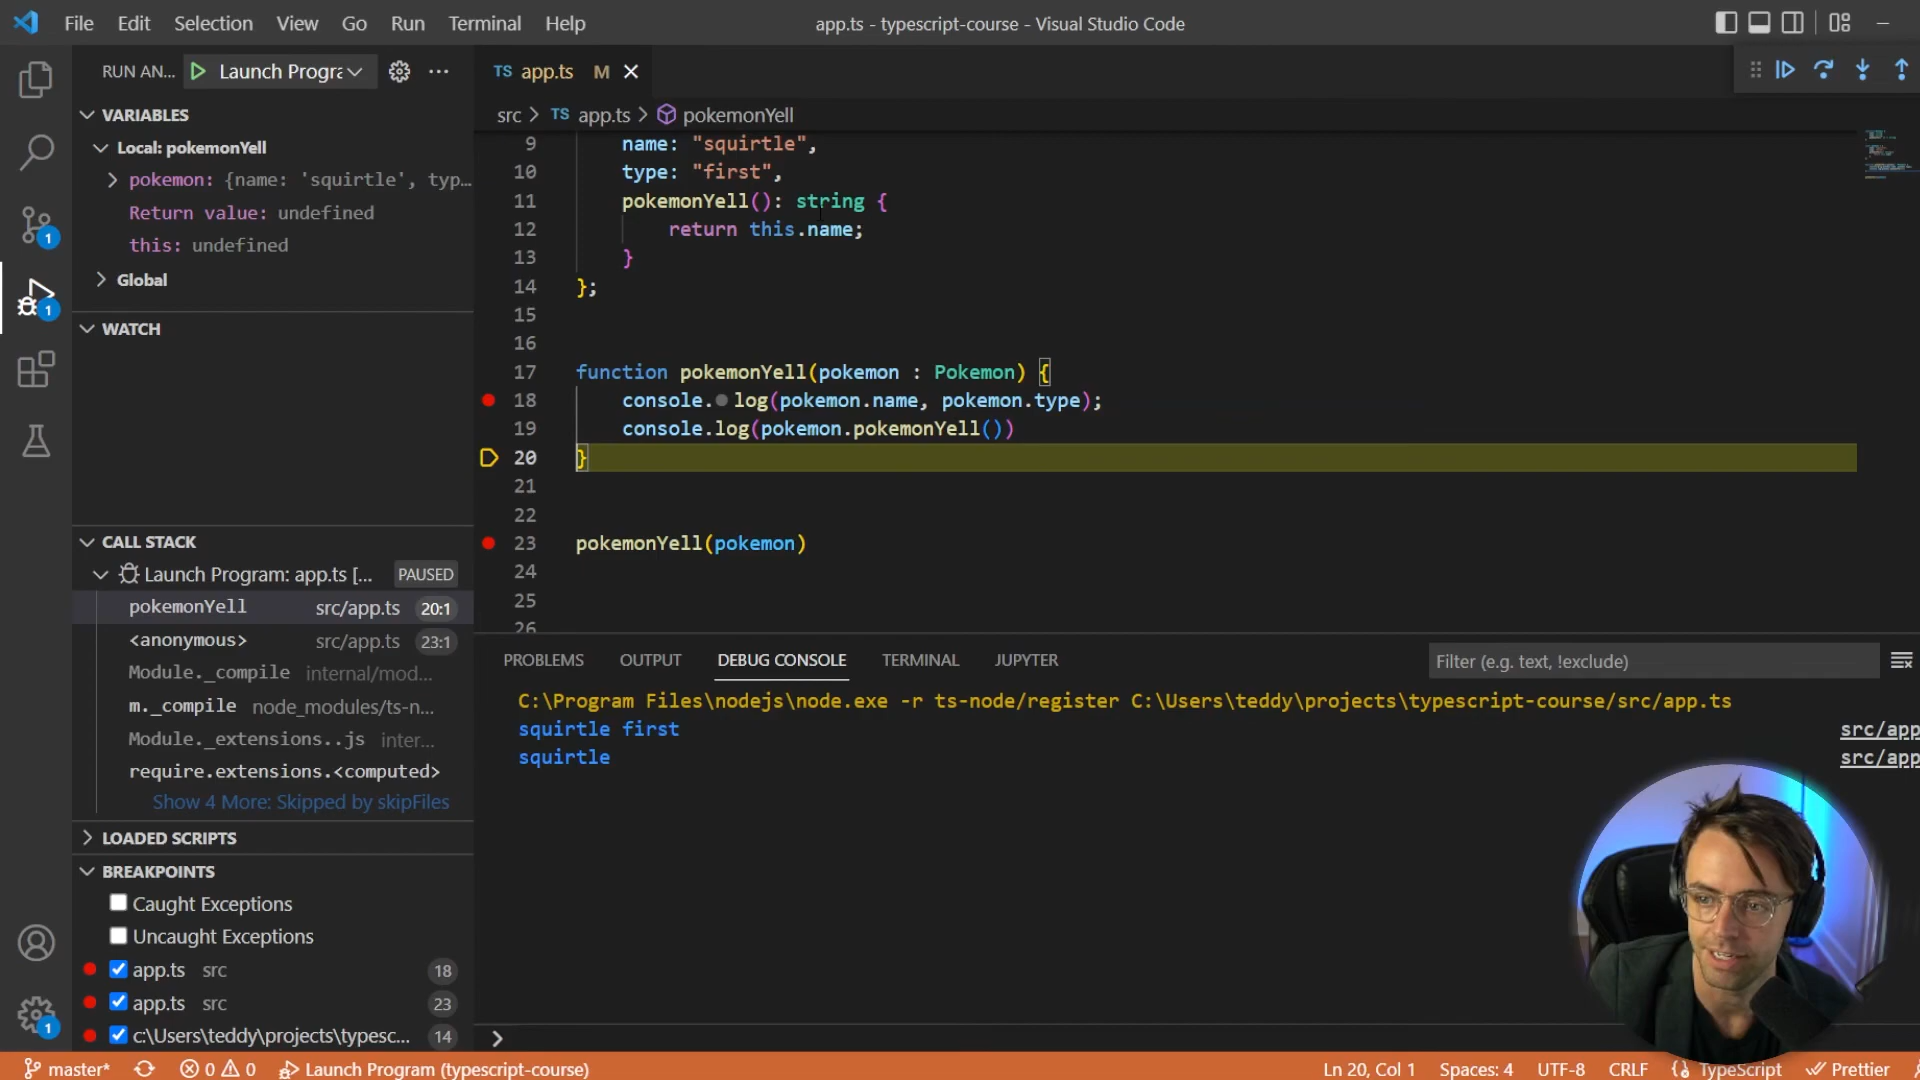 File Edit Selection View Go Run Terminal Help
app.ts - typescript-course - Visual Studio Code
RUN AN... Launch Progra
VARIABLES
Local: pokemonYell
pokemon: {name: 'squirtle', typ...
Return value: undefined
this: undefined
Global
WATCH
CALL STACK
Launch Program: app.ts [... PAUSED
pokemonYell src/app.ts 20:1
<anonymous> src/app.ts 23:1
Module._compile internal/mod...
m._compile node_modules/ts-n...
Module._extensions..js inter...
require.extensions.<computed>
Show 4 More: Skipped by skipFiles
LOADED SCRIPTS
BREAKPOINTS
Caught Exceptions
Uncaught Exceptions
app.ts src 18
app.ts src 23
c:\Users\teddy\projects\typesc... 14
1
1
1
TS app.ts M
src > TS app.ts > pokemonYell
9 name: "squirtle",
10 type: "first",
11 pokemonYell(): string {
12 return this.name;
13 }
14 };
15
16
17 function pokemonYell(pokemon : Pokemon) {
18 console.log(pokemon.name, pokemon.type);
19 console.log(pokemon.pokemonYell())
20 }
21
22
23 pokemonYell(pokemon)
24
25
26
PROBLEMS OUTPUT DEBUG CONSOLE TERMINAL JUPYTER
Filter (e.g. text, !exclude)
C:\Program Files\nodejs\node.exe -r ts-node/register C:\Users\teddy\projects\typescript-course/src/app.ts
squirtle first src/app
squirtle src/app
master* 0 0 Launch Program (typescript-course)
Ln 20, Col 1 Spaces: 4 UTF-8 CRLF TypeScript Prettier